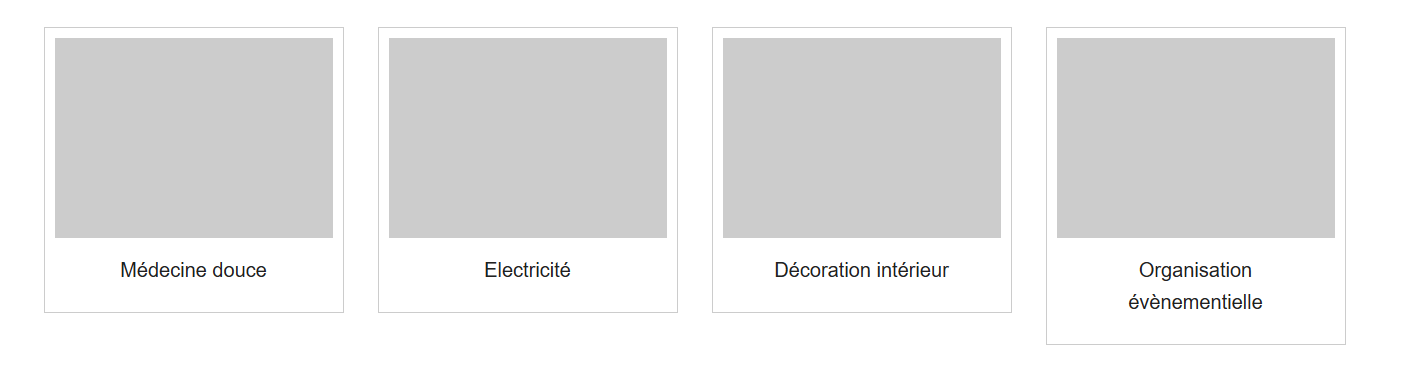 Médecine douce
Electricité
Décoration intérieur
Organisation
évènementielle